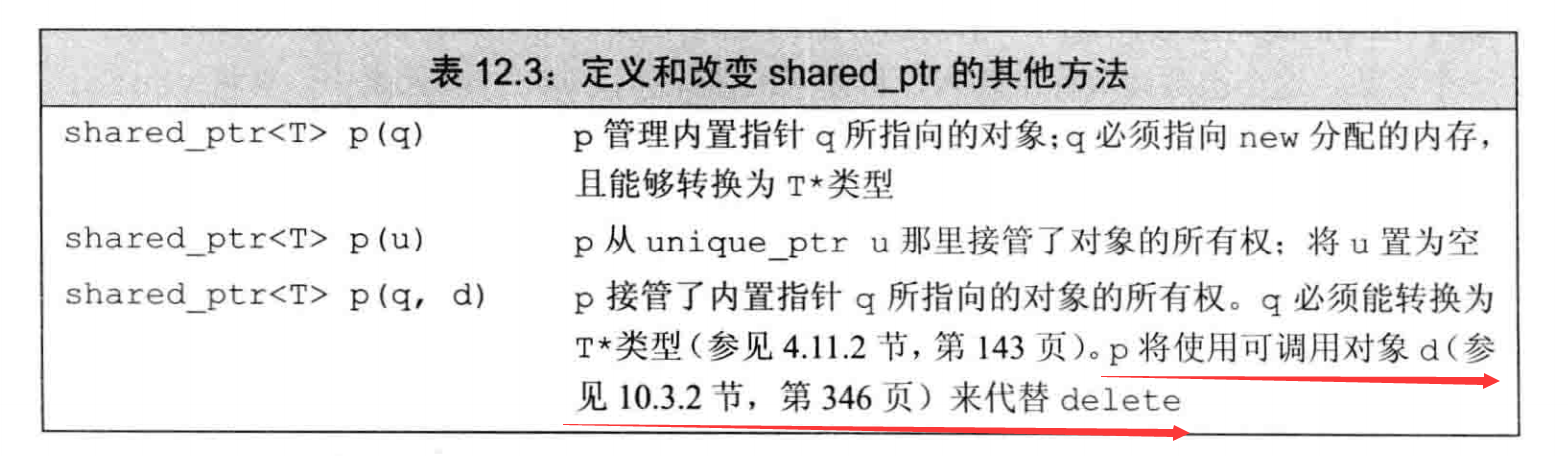 表 12.3：定义和改变 shared_ptr 的其他方法
shared_ptr<T> p(q) p 管理内置指针 q 所指向的对象;q 必须指向 new 分配的内存，
且能够转换为 T*类型
shared_ptr<T> p(u) p 从 unique_ptr u 那里接管了对象的所有权；将 u 置为空
shared_ptr<T> p(q, d) p 接管了内置指针 q 所指向的对象的所有权。q 必须能转换为
T*类型（参见 4.11.2 节，第 143 页）。p 将使用可调用对象 d（参
见 10.3.2 节，第 346 页）来代替 delete